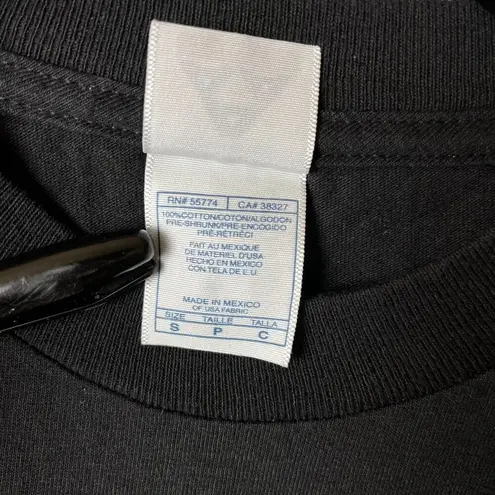 RN# 55774 CA# 38327
100%COTTON/COTON/ALGODON
PRE-SHRUNK/PRE-ENCOGIDO
PRÉ-RÉTRÉCI
FAIT AU MEXIQUE
DE MATERIEL D'USA
HECHO EN MEXICO
CON TELA DE E.U.
MADE IN MEXICO
OF USA FABRIC
SIZE TAILLE TALLA
S P C